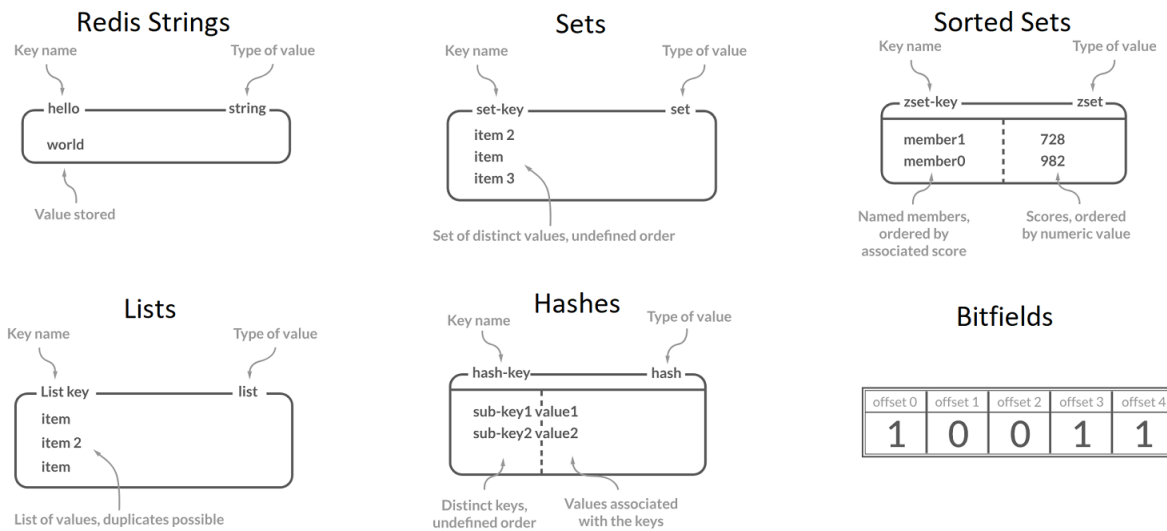 Redis Strings
Key name
Type of value
hello
string
world
Value stored
Sets
Key name
Type of value
set-key
set
item 2
item
item 3
Set of distinct values, undefined order
Sorted Sets
Key name
Type of value
zset-key
zset
member1 728
member0 982
Named members,
ordered by
associated score
Scores, ordered
by numeric value
Lists
Key name
Type of value
List key
list
item
item 2
item
List of values, duplicates possible
Hashes
Key name
Type of value
hash-key
hash
sub-key1 value1
sub-key2 value2
Distinct keys,
undefined order
Values associated
with the keys
Bitfields
offset 0 offset 1 offset 2 offset 3 offset 4
1 0 0 1 1